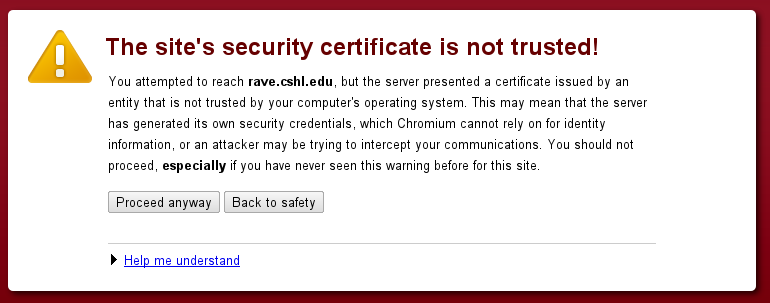 The site's security certificate is not trusted!
You attempted to reach rave.cshl.edu, but the server presented a certificate issued by an
entity that is not trusted by your computer's operating system. This may mean that the server
has generated its own security credentials, which Chromium cannot rely on for identity
information, or an attacker may be trying to intercept your communications. You should not
proceed, especially if you have never seen this warning before for this site.
Proceed anyway Back to safety
Help me understand